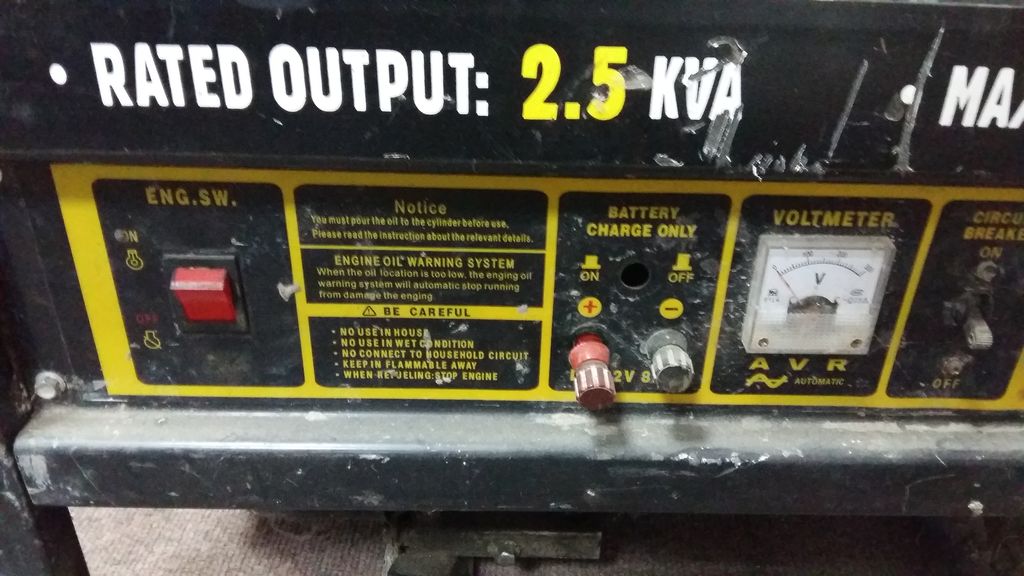 • RATED OUTPUT: 2.5 KVA
ENG.SW.
ON
OFF
Notice
You must pour the oil to the cylinder before use.
Please read the instruction about the relevant details.
ENGINE OIL WARNING SYSTEM
When the oil location is too low, the engine oil
warning system will automatic stop running
from damage the engine.
⚠ BE CAREFUL
• NO USE IN HOUSE
• NO USE IN WET CONDITION
• NO CONNECT TO HOUSEHOLD CIRCUIT
• KEEP IN FLAMMABLE AWAY
• WHEN REFUELING:STOP ENGINE
BATTERY
CHARGE ONLY
ON
OFF
+
−
VOLTMETER
V
AVR
AUTOMATIC
ON
OFF